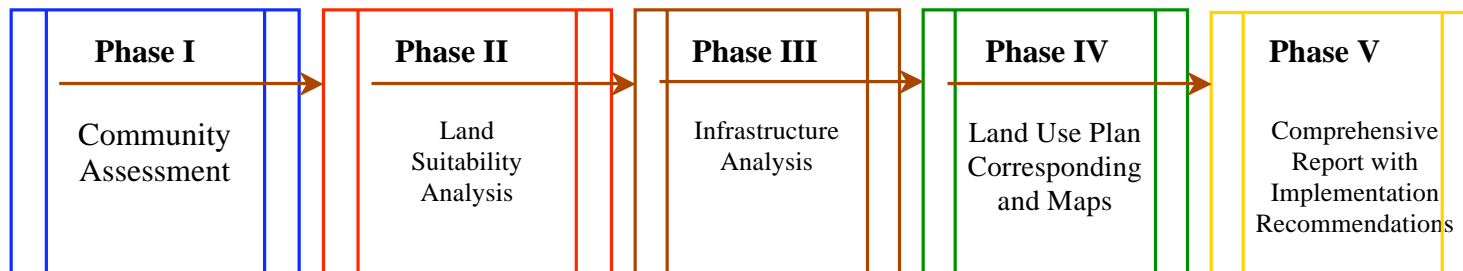 Phase I
Community
Assessment
Phase II
Land
Suitability
Analysis
Phase III
Infrastructure
Analysis
Phase IV
Land Use Plan
Corresponding
and Maps
Phase V
Comprehensive
Report with
Implementation
Recommendations